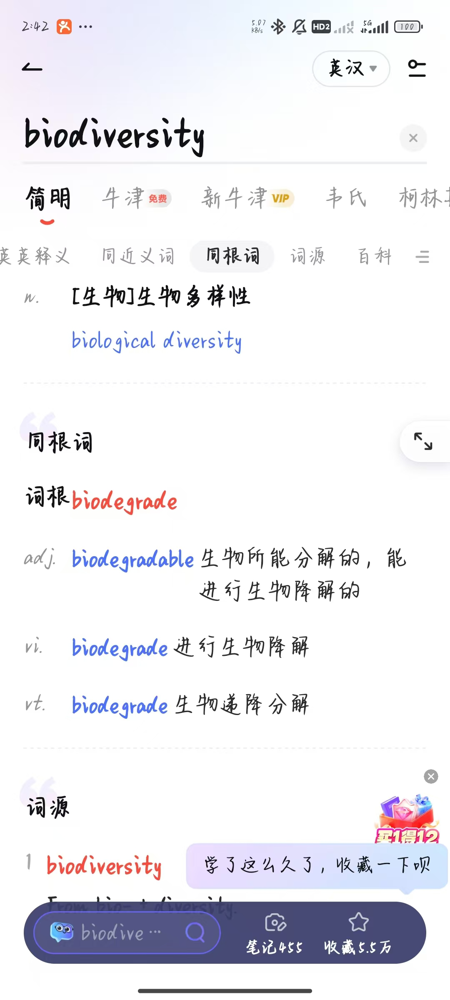 2:42 ... 5.07 KB/s HD2 5G 100
英汉
biodiversity
简明 牛津 免费 新牛津 VIP 韦氏 柯林
英英释义 同近义词 同根词 词源 百科
n. [生物]生物多样性
biological diversity
同根词
词根biodegrade
adj. biodegradable 生物所能分解的，能
进行生物降解的
vi. biodegrade 进行生物降解
vt. biodegrade 生物递降分解
词源
买1得12
1 biodiversity
学了这么久了，收藏一下呗
From bio- + diversity.
biodive ...
笔记455 收藏5.5万